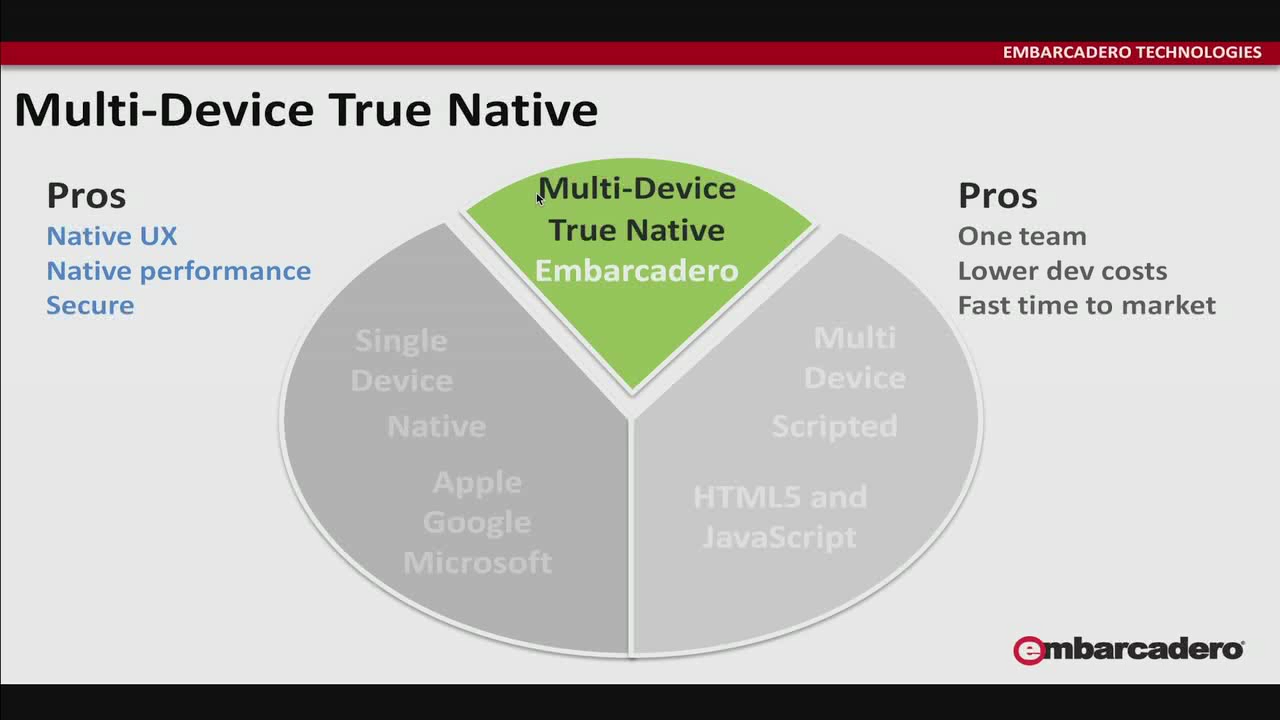 EMBARCADERO TECHNOLOGIES
Multi-Device True Native
Pros
Native UX
Native performance
Secure
Multi-Device
True Native
Embarcadero
Pros
One team
Lower dev costs
Fast time to market
Single
Device
Native
Apple
Google
Microsoft
Multi
Device
Scripted
HTML5 and
JavaScript
embarcadero